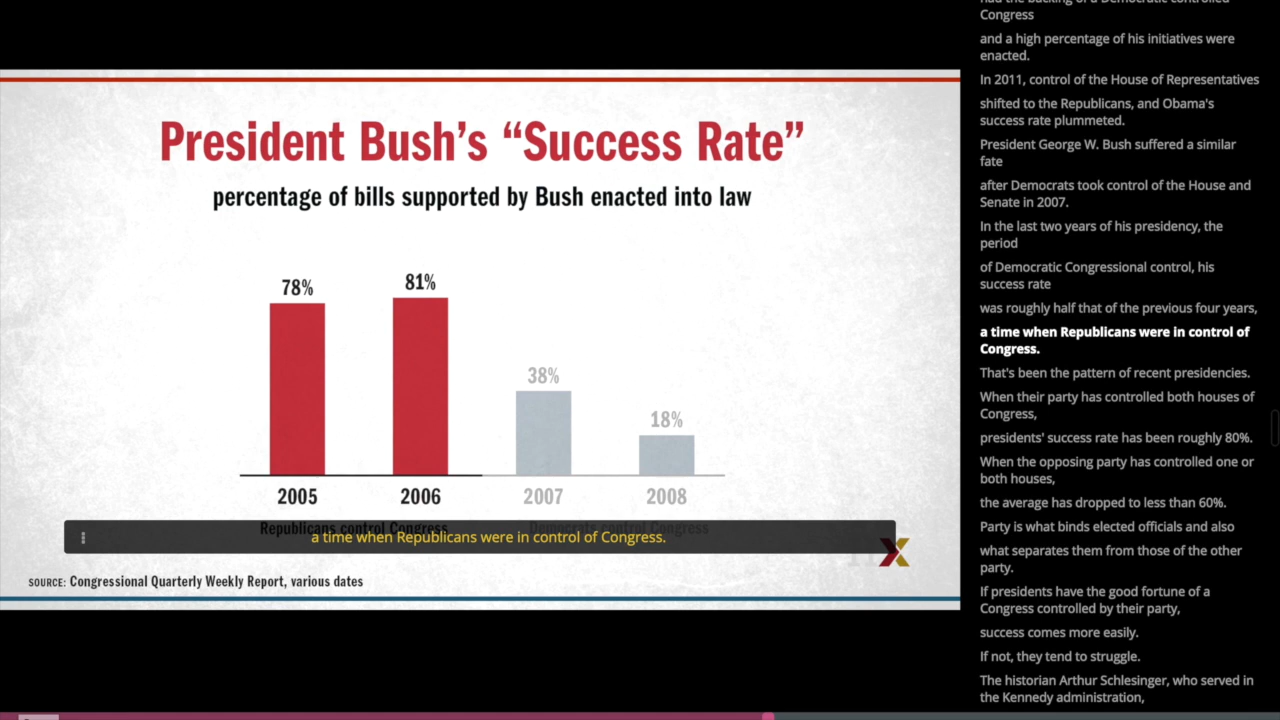 President Bush's “Success Rate”
percentage of bills supported by Bush enacted into law
78%
81%
38%
18%
2005
2006
2007
2008
Republicans control Congress
Democrats control Congress
a time when Republicans were in control of Congress.
X
SOURCE: Congressional Quarterly Weekly Report, various dates
Congress
and a high percentage of his initiatives were
enacted.
In 2011, control of the House of Representatives
shifted to the Republicans, and Obama's
success rate plummeted.
President George W. Bush suffered a similar
fate
after Democrats took control of the House and
Senate in 2007.
In the last two years of his presidency, the
period
of Democratic Congressional control, his
success rate
was roughly half that of the previous four years,
a time when Republicans were in control of
Congress.
That's been the pattern of recent presidencies.
When their party has controlled both houses of
Congress,
presidents' success rate has been roughly 80%.
When the opposing party has controlled one or
both houses,
the average has dropped to less than 60%.
Party is what binds elected officials and also
what separates them from those of the other
party.
If presidents have the good fortune of a
Congress controlled by their party,
success comes more easily.
If not, they tend to struggle.
The historian Arthur Schlesinger, who served in
the Kennedy administration,